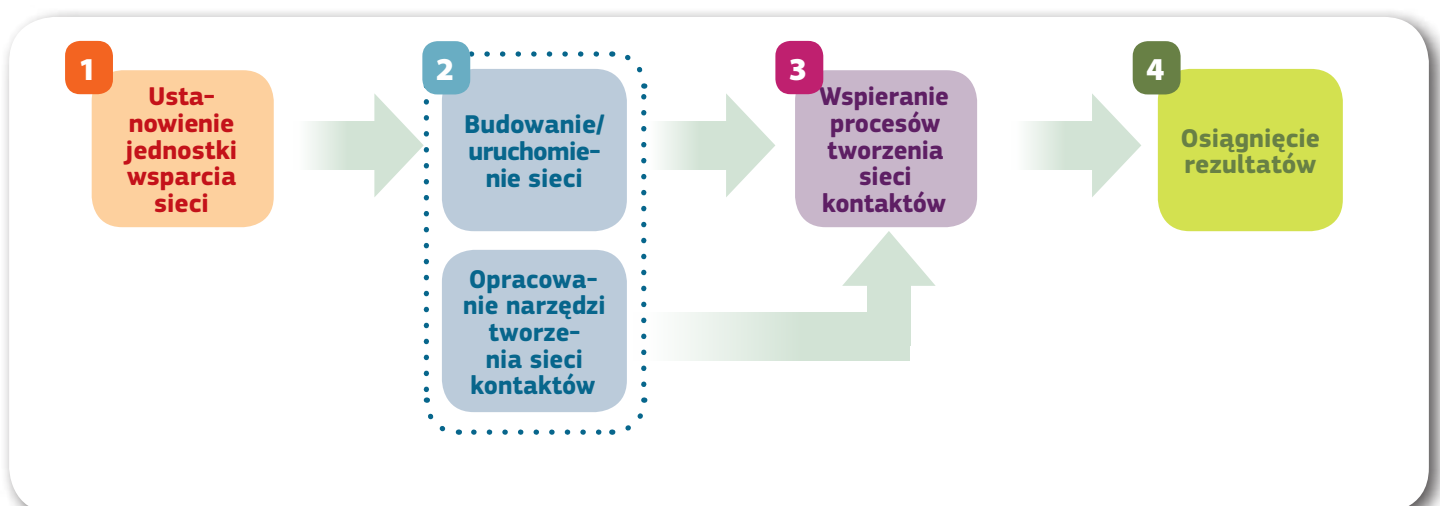 1
Usta-
nowienie
jednostki
wsparcia
sieci
2
Budowanie/
uruchomie-
nie sieci
Opracowa-
nie narzędzi
tworze-
nia sieci
kontaktów
3
Wspieranie
procesów
tworzenia
sieci
kontaktów
4
Osiągnięcie
rezultatów